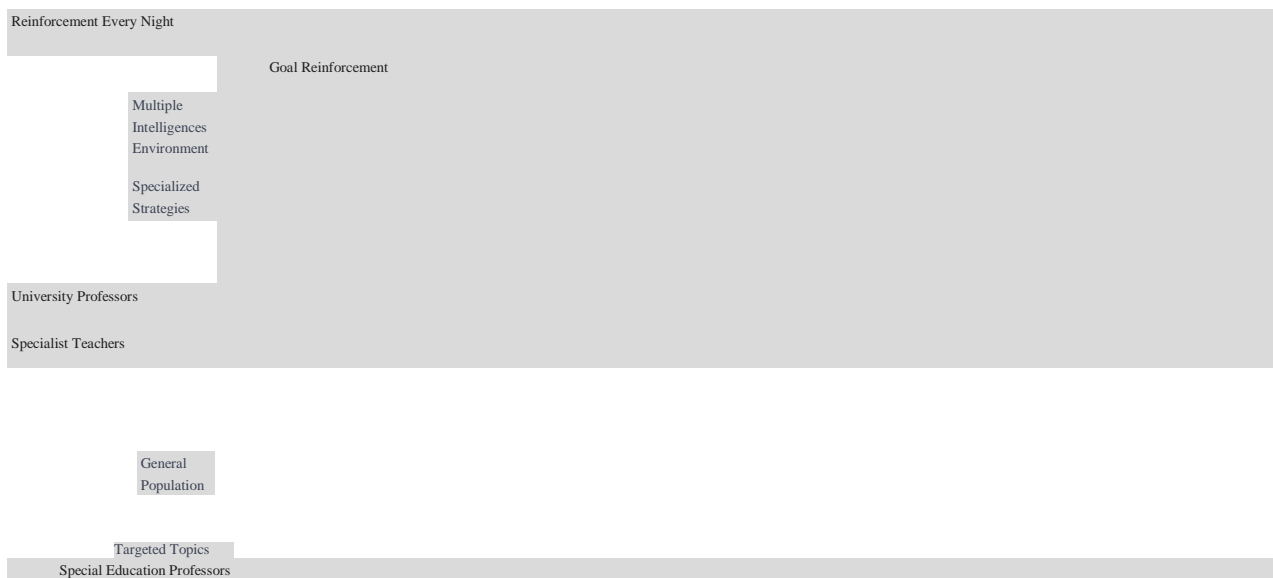 Reinforcement Every Night
Goal Reinforcement
Multiple
Intelligences
Environment
Specialized
Strategies
University Professors
Specialist Teachers
General
Population
Targeted Topics
Special Education Professors